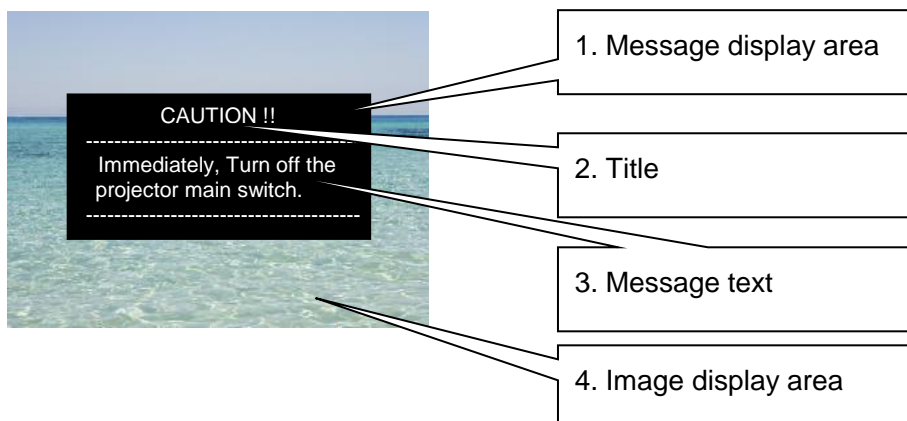 CAUTION !!
Immediately, Turn off the
projector main switch.
1. Message display area
2. Title
3. Message text
4. Image display area